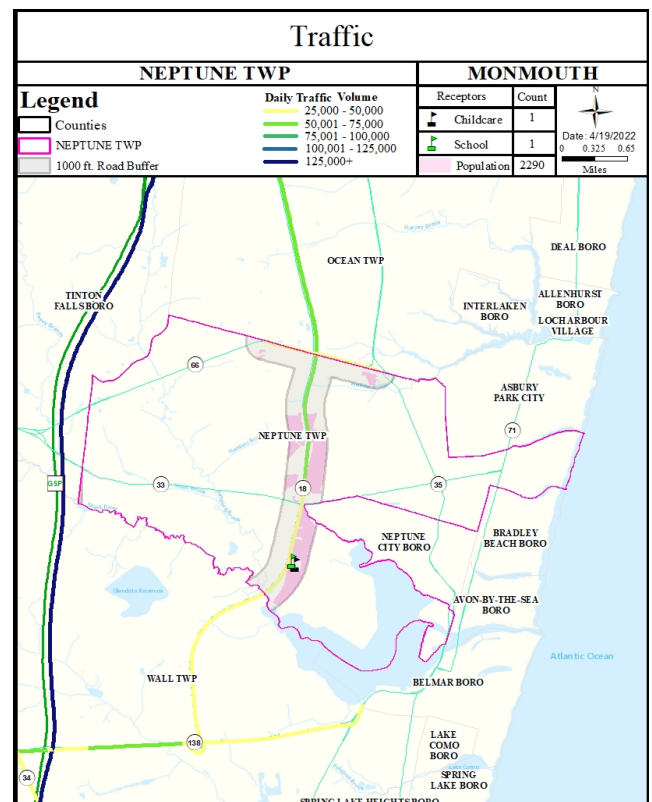 Traffic
NEPTUNE TWP
MONMOUTH
Legend
Counties
NEPTUNE TWP
1000 ft. Road Buffer
Daily Traffic Volume
25,000 - 50,000
50,001 - 75,000
75,001 - 100,000
100,001 - 125,000
125,000+
Receptors Count
Childcare 1
School 1
Population 2290
N
Date: 4/19/2022
0 0.325 0.65
Miles
OCEAN TWP
DEAL BORO
TINTON
FALLS BORO
INTERLAKEN
BORO
ALLENHURST
BORO
LOCH ARBOUR
VILLAGE
66
ASBURY
PARK CITY
71
NEPTUNE TWP
GSP
33
18
35
NEPTUNE
CITY BORO
BRADLEY
BEACH BORO
Glendola Reservoir
AVON-BY-THE-SEA
BORO
Atlantic Ocean
WALL TWP
BELMAR BORO
138
LAKE
COMO
BORO
Lake Como
SPRING
LAKE BORO
34
SPRING LAKE HEIGHTS BORO